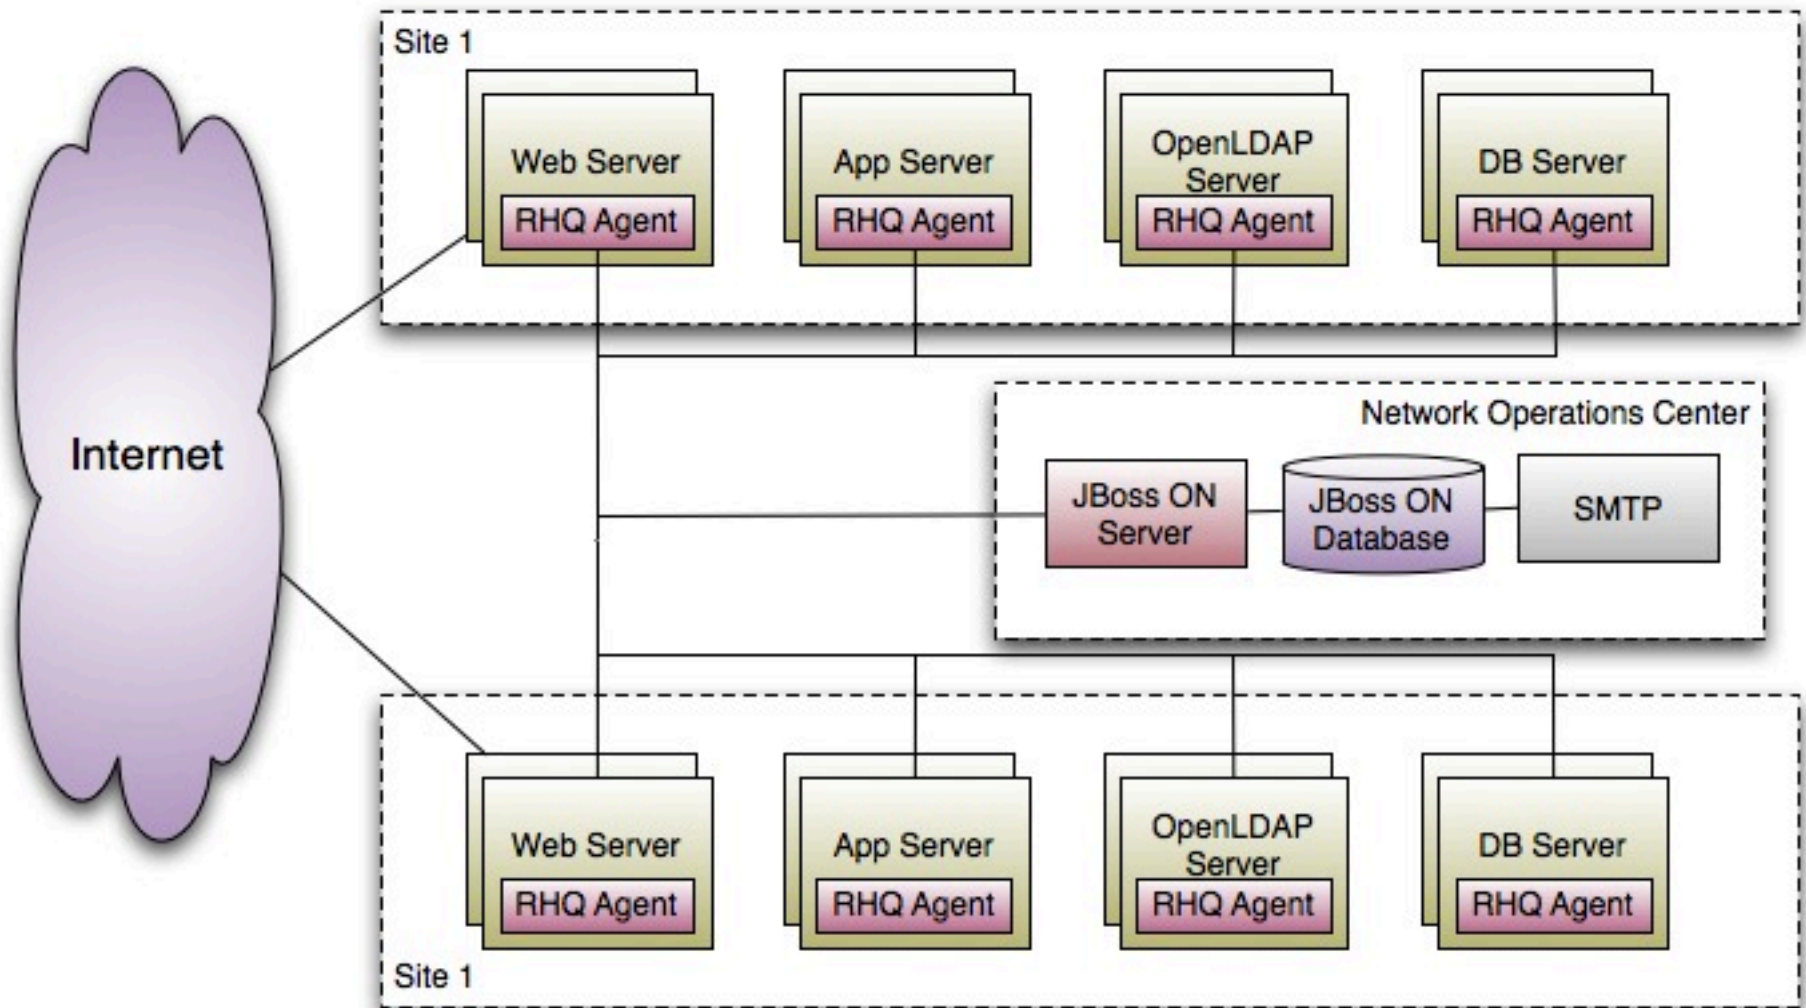 Site 1
Web Server
RHQ Agent
App Server
RHQ Agent
OpenLDAP
Server
RHQ Agent
DB Server
RHQ Agent
Internet
Network Operations Center
JBoss ON
Server
JBoss ON
Database
SMTP
Web Server
RHQ Agent
App Server
RHQ Agent
OpenLDAP
Server
RHQ Agent
DB Server
RHQ Agent
Site 1